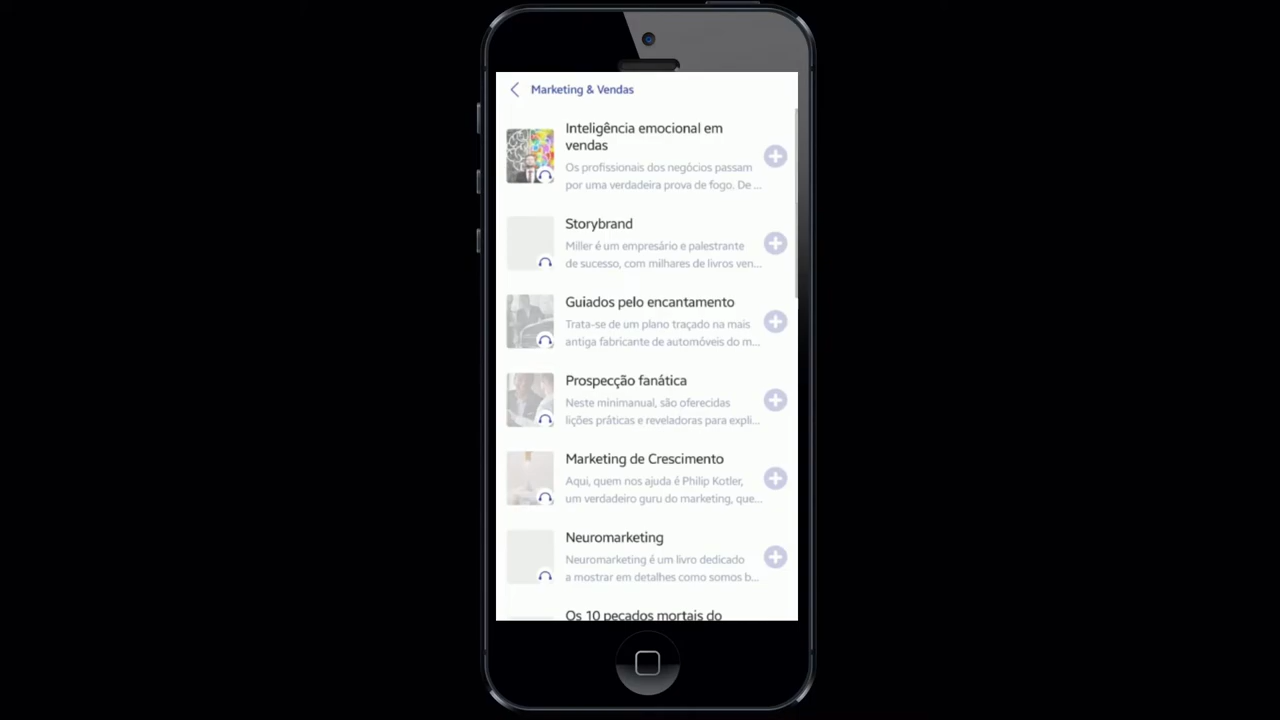 Marketing & Vendas
Inteligência emocional em
vendas
Os profissionais dos negócios passam
por uma verdadeira prova de fogo. De ...
Storybrand
Miller é um empresário e palestrante
de sucesso, com milhares de livros ven...
Guiados pelo encantamento
Trata-se de um plano traçado na mais
antiga fabricante de automóveis do m...
Prospecção fanática
Neste minimanual, são oferecidas
lições práticas e reveladoras para expli...
Marketing de Crescimento
Aqui, quem nos ajuda é Philip Kotler,
um verdadeiro guru do marketing, que...
Neuromarketing
Neuromarketing é um livro dedicado
a mostrar em detalhes como somos b...
Os 10 pecados mortais do